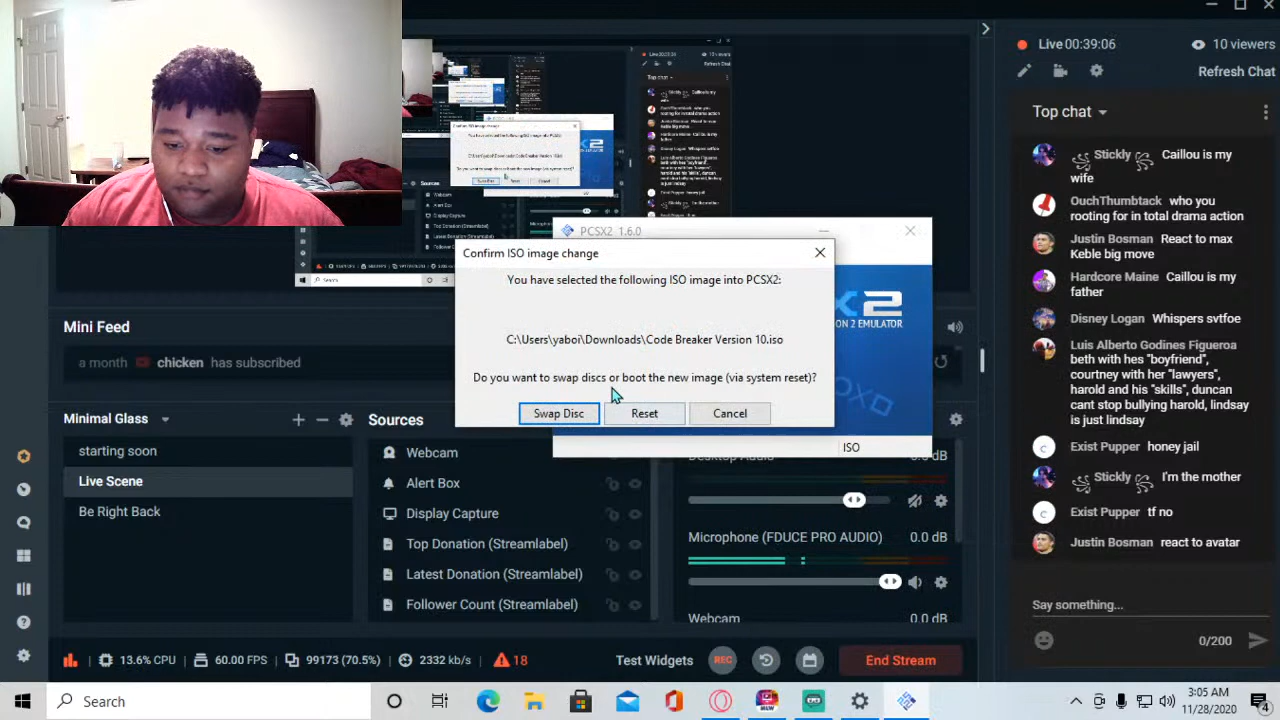 Live
10 viewers
Refresh Chat
Top chat
Caillou is my
wife
who you
rooting for in total drama action
Justin Bosman React to max
having mo ma
Hardcore Meme Caillou is my
father
Disney Logan Whispers svtfoe
Luis Alberto Godines Figueroa
beth with hes "boyfriend",
courtney with her "lawyers",
harold and his "skills", duncan
cant stop bullying harold, lindsay
is just lindsay
Exist Pupper honey jail
Stickly I'm the mother
Exist Pupper tf no
Justin Bosman react to avatar
Say something...
0/200
PCSX2 1.6.0
Confirm ISO image change
You have selected the following ISO image into PCSX2:
C:\Users\yaboi\Downloads\Code Breaker Version 10.iso
Do you want to swap discs or boot the new image (via system reset)?
Swap Disc
Reset
Cancel
X2
ON 2 EMULATOR
ISO
Mini Feed
a month chicken has subscribed
Minimal Glass
starting soon
Live Scene
Be Right Back
Sources
Webcam
Alert Box
Display Capture
Top Donation (Streamlabel)
Latest Donation (Streamlabel)
Follower Count (Streamlabel)
Desktop Audio
0.0 dB
Microphone (FDUCE PRO AUDIO) 0.0 dB
Webcam 0.0 dB
13.6% CPU
60.00 FPS
99173 (70.5%)
2332 kb/s
18
Test Widgets
REC
End Stream
Search
:05 AM
11/28/2020
4